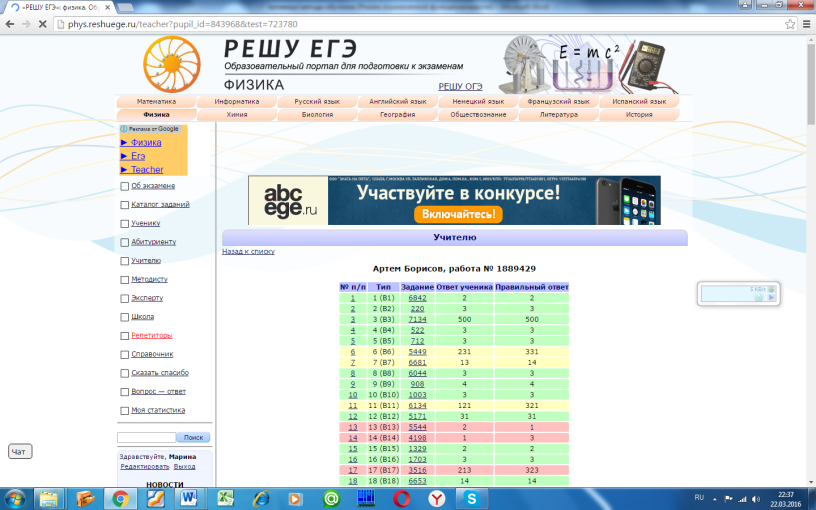 «РЕШУ ЕГЭ»: физика. Об
phys.reshuege.ru/teacher?pupil_id=843968&test=723780
РЕШУ ЕГЭ
Образовательный портал для подготовки к экзаменам
ФИЗИКА
РЕШУ ОГЭ
E = mc²
Математика Информатика Русский язык Английский язык Немецкий язык Французский язык Испанский язык
Физика Химия Биология География Обществознание Литература История
Реклама от Google
► Физика
► Егэ
► Teacher
Об экзамене
Каталог заданий
Ученику
Абитуриенту
Учителю
Методисту
Эксперту
Школа
Репетиторы
Справочник
Сказать спасибо
Вопрос — ответ
Моя статистика
Поиск
Здравствуйте, Марина
Редактировать Выход
НОВОСТИ
Чат
abc
ege.ru
Участвуйте в конкурсе!
Включайтесь!
Учителю
Назад к списку
Артем Борисов, работа № 1889429
№ п/п Тип Задание Ответ ученика Правильный ответ
1 1 (B1) 6842 2 2
2 2 (B2) 220 3 3
3 3 (B3) 7134 500 500
4 4 (B4) 522 3 3
5 5 (B5) 712 3 3
6 6 (B6) 5449 231 331
7 7 (B7) 6681 13 14
8 8 (B8) 6044 3 3
9 9 (B9) 908 4 4
10 10 (B10) 1003 3 3
11 11 (B11) 6134 121 321
12 12 (B12) 5171 31 31
13 13 (B13) 5544 2 1
14 14 (B14) 4198 1 3
15 15 (B15) 1329 2 2
16 16 (B16) 1703 3 3
17 17 (B17) 3516 213 323
18 18 (B18) 6653 14 14
RU
22:37
22.03.2016